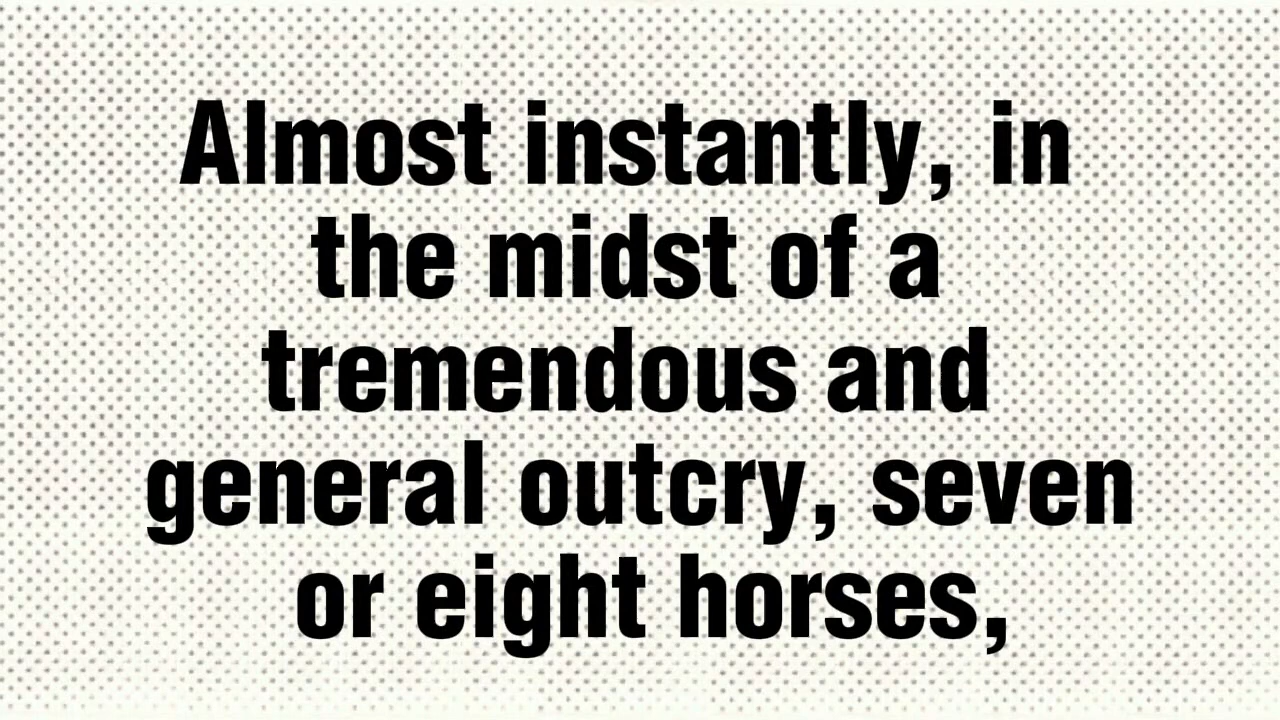 Almost instantly, in
the midst of a
tremendous and
general outcry, seven
or eight horses,